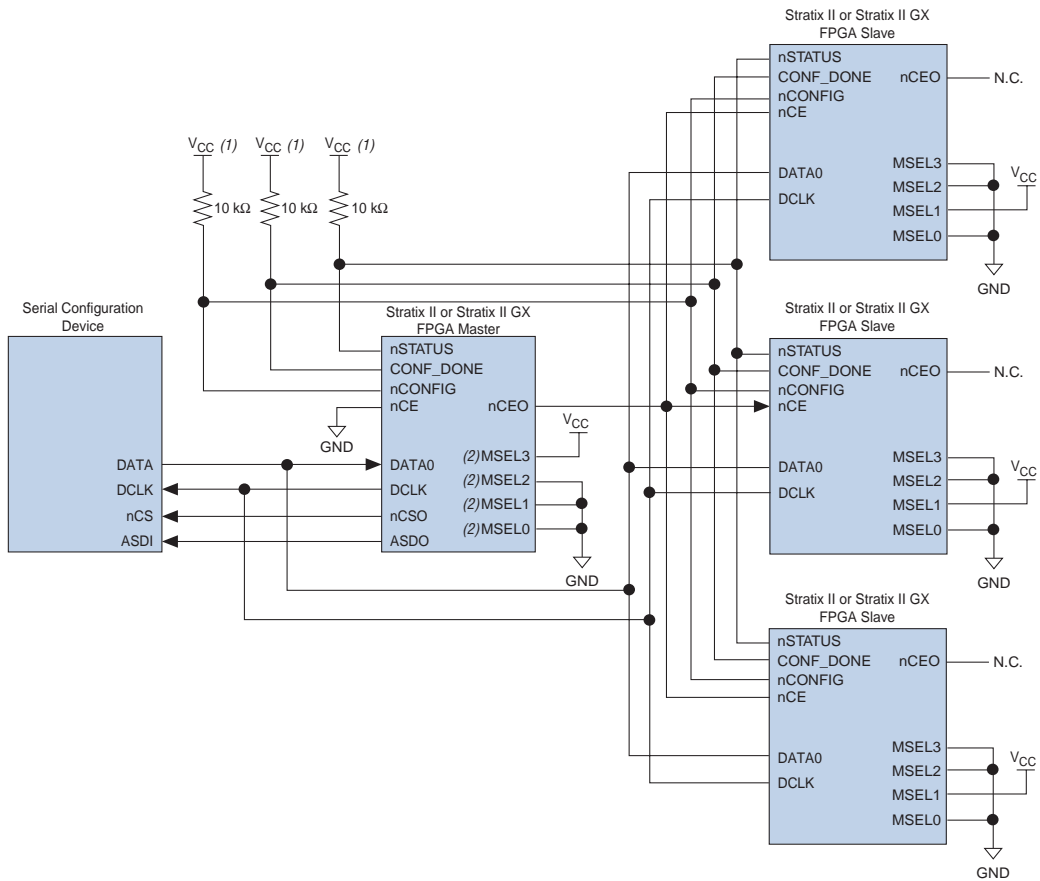 Stratix II or Stratix II GX
FPGA Slave
nSTATUS
CONF_DONE
nCEO
N.C.
nCONFIG
nCE
MSEL3
DATA0
MSEL2
VCC
DCLK
MSEL1
MSEL0
GND
VCC (1)
VCC (1)
VCC (1)
10 kΩ
10 kΩ
10 kΩ
Serial Configuration
Device
DATA
DCLK
nCS
ASDI
Stratix II or Stratix II GX
FPGA Master
nSTATUS
CONF_DONE
nCONFIG
nCE
nCEO
GND
VCC
DATA0
(2)MSEL3
DCLK
(2)MSEL2
nCSO
(2)MSEL1
ASDO
(2)MSEL0
GND
Stratix II or Stratix II GX
FPGA Slave
nSTATUS
CONF_DONE
nCEO
N.C.
nCONFIG
nCE
MSEL3
DATA0
MSEL2
VCC
DCLK
MSEL1
MSEL0
GND
Stratix II or Stratix II GX
FPGA Slave
nSTATUS
CONF_DONE
nCEO
N.C.
nCONFIG
nCE
MSEL3
DATA0
MSEL2
VCC
DCLK
MSEL1
MSEL0
GND